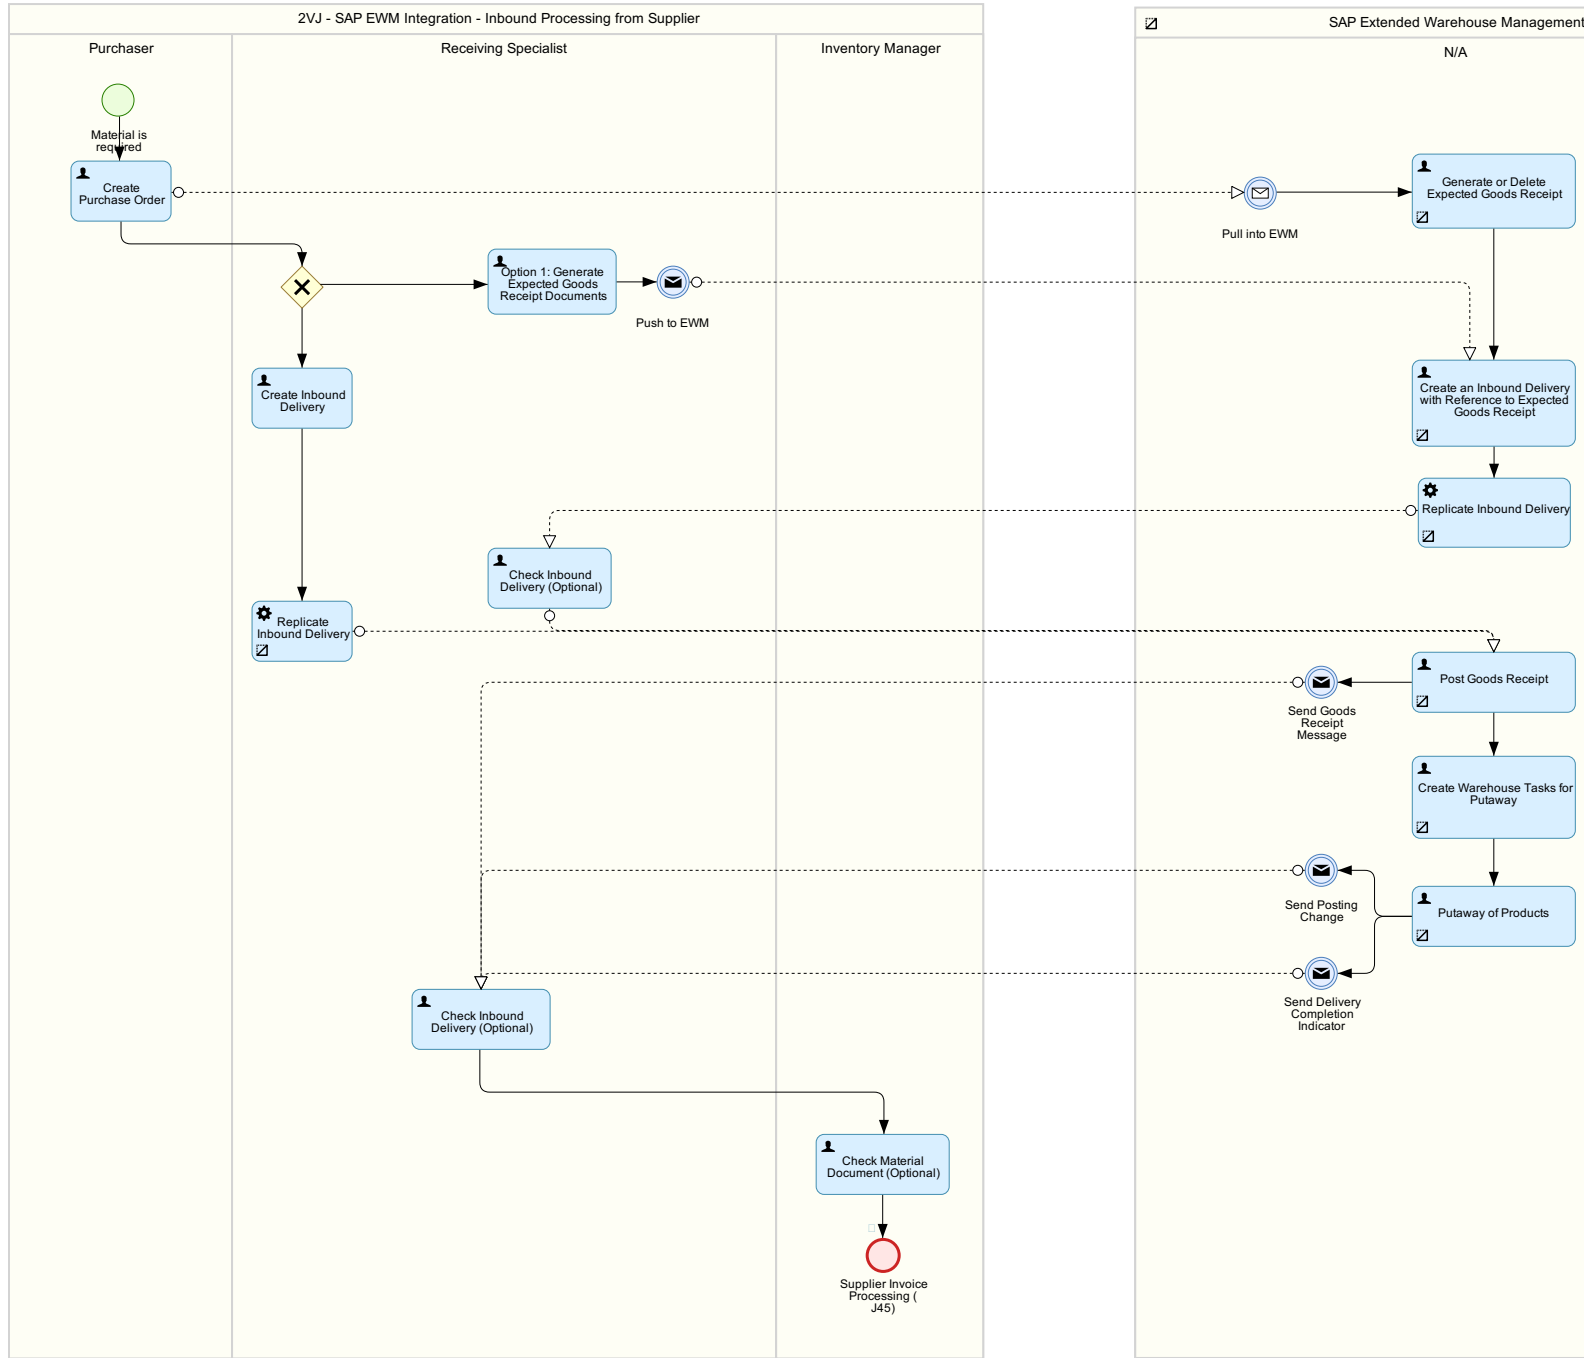 2VJ - SAP EWM Integration - Inbound Processing from Supplier
SAP Extended Warehouse Management
Purchaser
Receiving Specialist
Inventory Manager
N/A
Material is
required
Create
Purchase Order
Generate or Delete
Expected Goods Receipt
Pull into EWM
Option 1: Generate
Expected Goods
Receipt Documents
Push to EWM
Create Inbound
Delivery
Create an Inbound Delivery
with Reference to Expected
Goods Receipt
Replicate Inbound Delivery
Check Inbound
Delivery (Optional)
Replicate
Inbound Delivery
Post Goods Receipt
Send Goods
Receipt
Message
Create Warehouse Tasks for
Putaway
Send Posting
Change
Putaway of Products
Send Delivery
Completion
Indicator
Check Inbound
Delivery (Optional)
Check Material
Document (Optional)
Supplier Invoice
Processing (
J45)